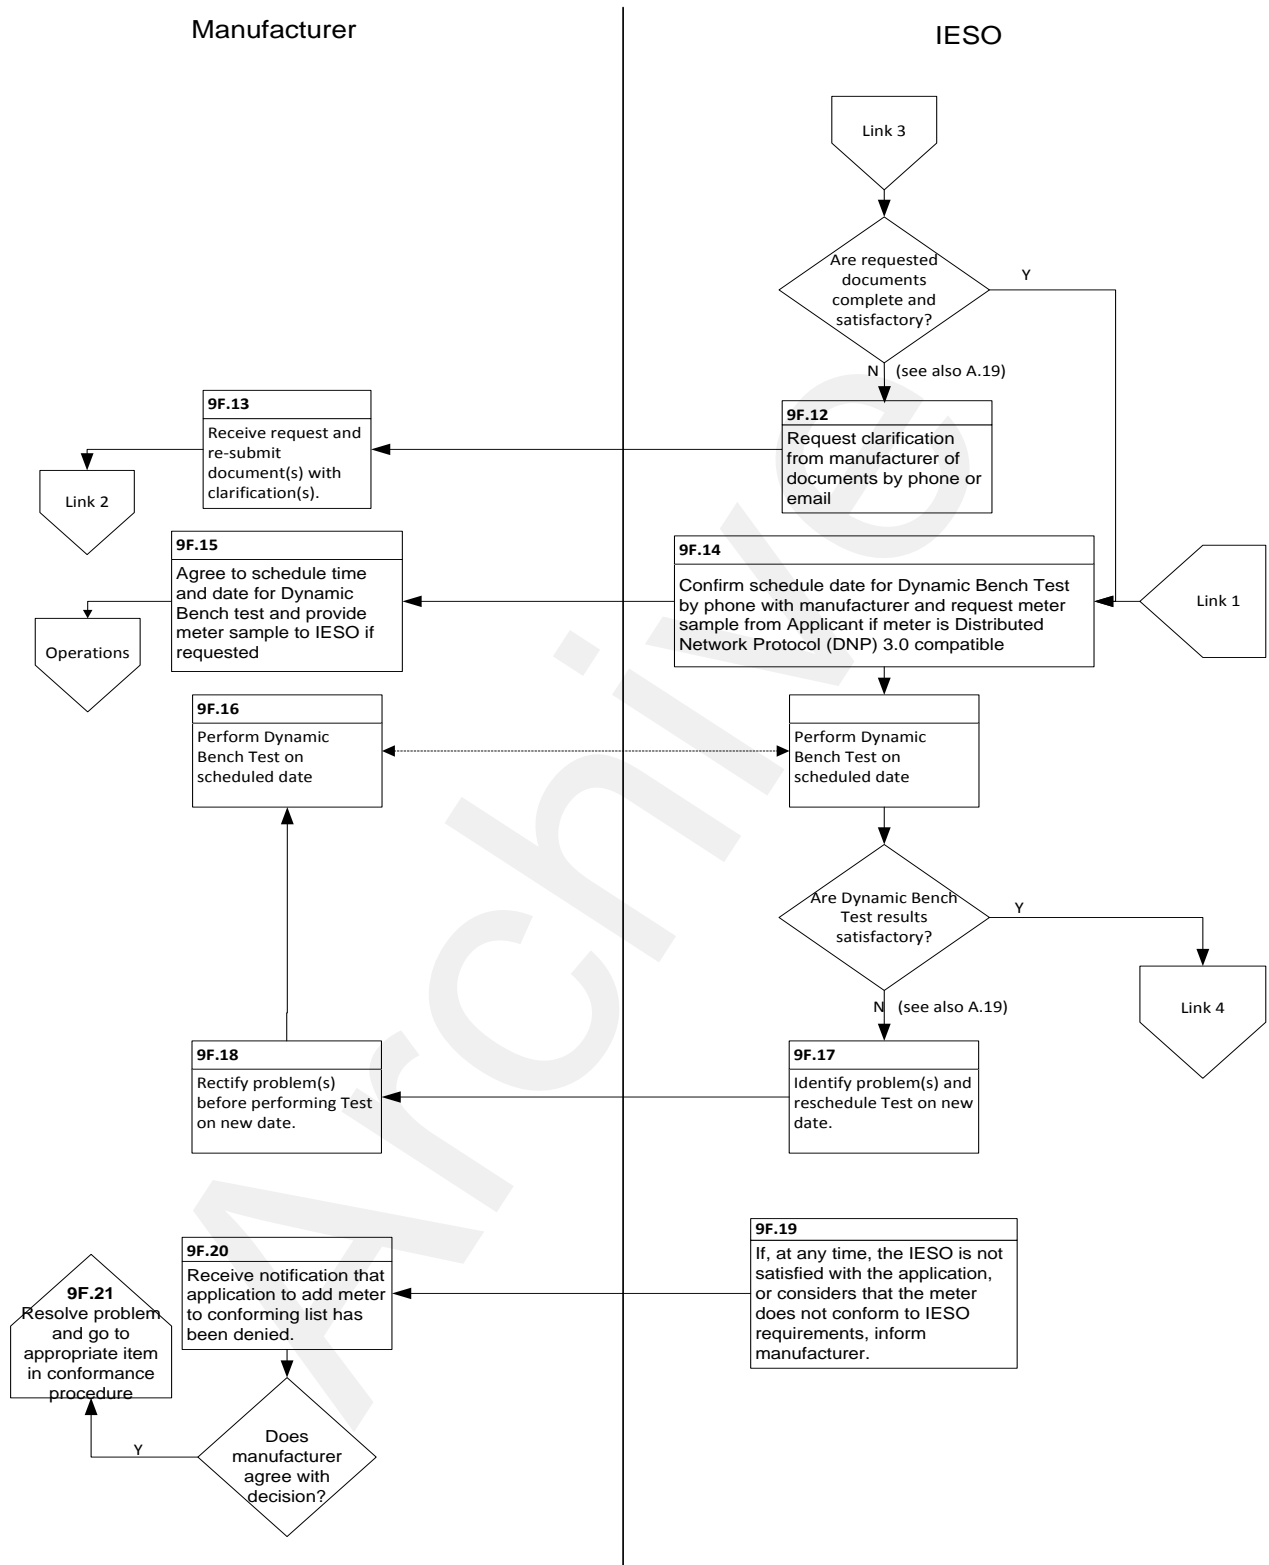 Manufacturer
IESO
Link 3
Are requested
documents
complete and
satisfactory?
Y
N (see also A.19)
9F.13
Receive request and
re-submit
document(s) with
clarification(s).
9F.12
Request clarification
from manufacturer of
documents by phone or
email
Link 2
9F.15
Agree to schedule time
and date for Dynamic
Bench test and provide
meter sample to IESO if
requested
9F.14
Confirm schedule date for Dynamic Bench Test
by phone with manufacturer and request meter
sample from Applicant if meter is Distributed
Network Protocol (DNP) 3.0 compatible
Link 1
Operations
9F.16
Perform Dynamic
Bench Test on
scheduled date
Perform Dynamic
Bench Test on
scheduled date
Are Dynamic Bench
Test results
satisfactory?
Y
Link 4
N (see also A.19)
9F.18
Rectify problem(s)
before performing Test
on new date.
9F.17
Identify problem(s) and
reschedule Test on new
date.
9F.19
If, at any time, the IESO is not
satisfied with the application,
or considers that the meter
does not conform to IESO
requirements, inform
manufacturer.
9F.20
Receive notification that
application to add meter
to conforming list has
been denied.
9F.21
Resolve problem
and go to
appropriate item
in conformance
procedure
Y
Does
manufacturer
agree with
decision?
Archive